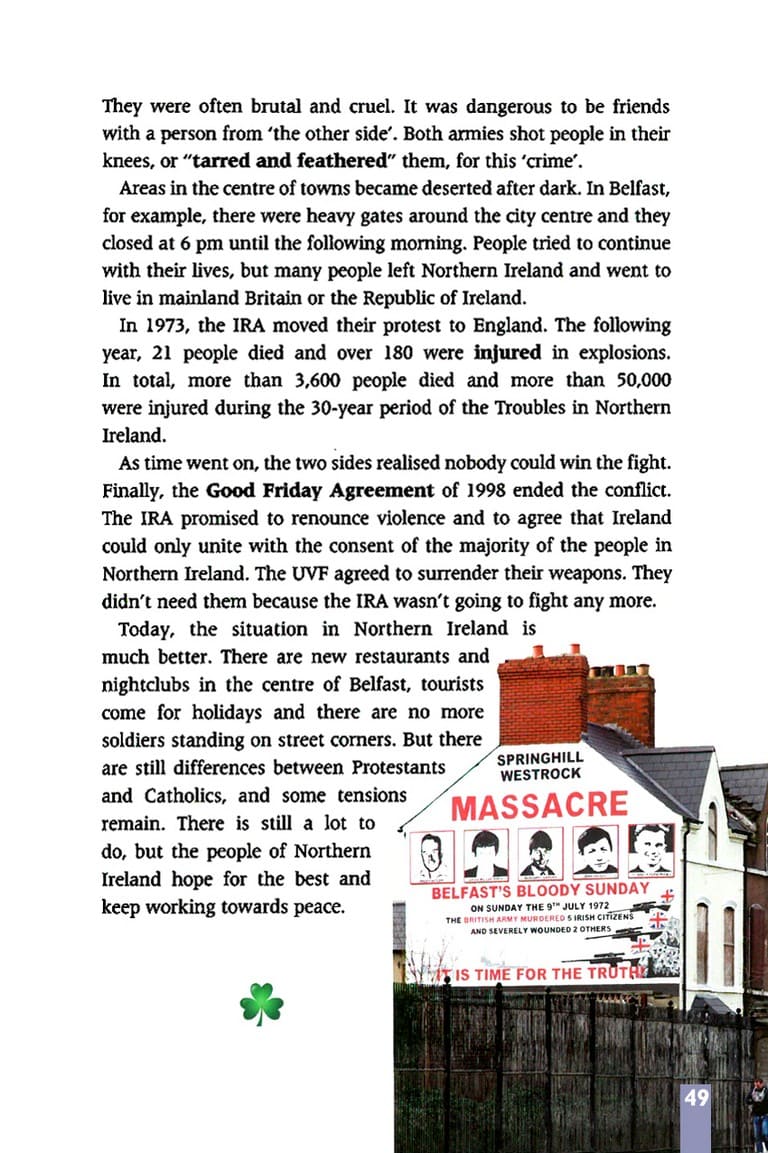 They were often brutal and cruel. It was dangerous to be friends
with a person from 'the other side'. Both armies shot people in their
knees, or "tarred and feathered" them, for this 'crime'.
Areas in the centre of towns became deserted after dark. In Belfast,
for example, there were heavy gates around the city centre and they
closed at 6 pm until the following morning. People tried to continue
with their lives, but many people left Northern Ireland and went to
live in mainland Britain or the Republic of Ireland.
In 1973, the IRA moved their protest to England. The following
year, 21 people died and over 180 were injured in explosions.
In total, more than 3,600 people died and more than 50,000
were injured during the 30-year period of the Troubles in Northern
Ireland.
As time went on, the two sides realised nobody could win the fight.
Finally, the Good Friday Agreement of 1998 ended the conflict.
The IRA promised to renounce violence and to agree that Ireland
could only unite with the consent of the majority of the people in
Northern Ireland. The UVF agreed to surrender their weapons. They
didn't need them because the IRA wasn't going to fight any more.
Today, the situation in Northern Ireland is
much better. There are new restaurants and
nightclubs in the centre of Belfast, tourists
come for holidays and there are no more
soldiers standing on street corners. But there
are still differences between Protestants
and Catholics, and some tensions
remain. There is still a lot to
do, but the people of Northern
Ireland hope for the best and
keep working towards peace.
SPRINGHILL
WESTROCK
MASSACRE
BELFAST'S BLOODY SUNDAY
ON SUNDAY THE 9TH JULY 1972
THE BRITISH ARMY MURDERED 5 IRISH CITIZENS
AND SEVERELY WOUNDED 2 OTHERS
IT IS TIME FOR THE TRUTH!
49